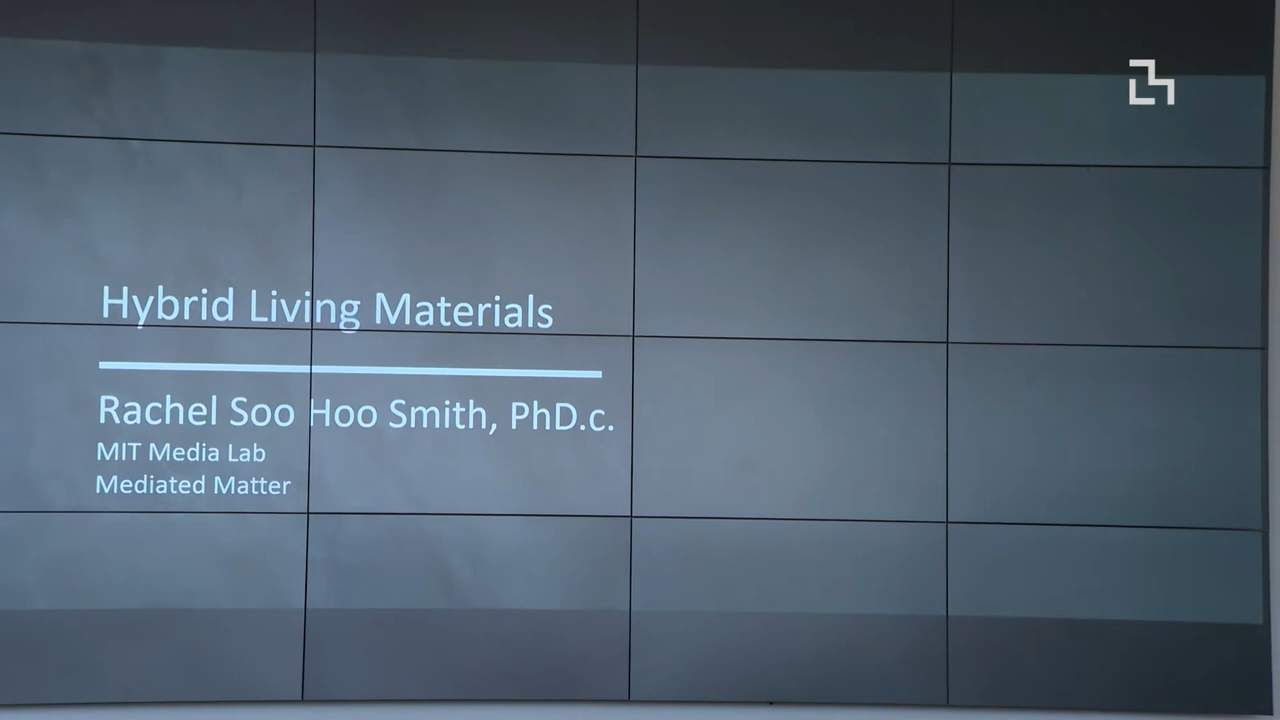 Hybrid Living Materials
Rachel Soo Hoo Smith, PhD.c.
MIT Media Lab
Mediated Matter